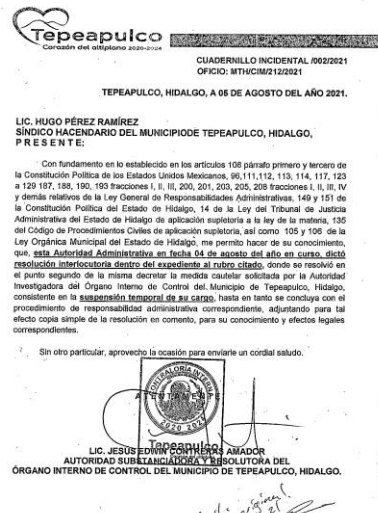 Tepeapulco
Corazón del altiplano 2020-2024
CUADERNILLO INCIDENTAL /002/2021
OFICIO: MTH/CIM/212/2021
TEPEAPULCO, HIDALGO, A 05 DE AGOSTO DEL AÑO 2021.
LIC. HUGO PÉREZ RAMÍREZ
SÍNDICO HACENDARIO DEL MUNICIPIODE TEPEAPULCO, HIDALGO,
P R E S E N T E:
Con fundamento en lo establecido en los artículos 108 párrafo primero y tercero de
la Constitución Política de los Estados Unidos Mexicanos, 96,111,112, 113, 114, 117, 123
a 129 187, 188, 190, 193 fracciones I, II, III, 200, 201, 203, 205, 208 fracciones I, II, III, IV
y demás relativos de la Ley General de Responsabilidades Administrativas, 149 y 151 de
la Constitución Política del Estado de Hidalgo, 14 de la Ley del Tribunal de Justicia
Administrativa del Estado de Hidalgo de aplicación supletoria a la ley de la materia, 135
del Código de Procedimientos Civiles de aplicación supletoria, así como 105 y 106 de la
Ley Orgánica Municipal del Estado de Hidalgo, me permito hacer de su conocimiento,
que, esta Autoridad Administrativa en fecha 04 de agosto del año en curso, dictó
resolución interlocutoria dentro del expediente al rubro citado, donde se resolvió en
el punto segundo de la misma decretar la medida cautelar solicitada por la Autoridad
Investigadora del Órgano Interno de Control del Municipio de Tepeapulco, Hidalgo,
consistente en la suspensión temporal de su cargo, hasta en tanto se concluya con el
procedimiento de responsabilidad administrativa correspondiente, adjuntando para tal
efecto copia simple de la resolución en comento, para su conocimiento y efectos legales
correspondientes.
Sin otro particular, aprovecho la ocasión para enviarle un cordial saludo.
CONTRALORIA INTERNA
A T E N T A M E N T E
2020 2024
Tepeapulco
LIC. JESÚS EDWIN CONTRERAS AMADOR
AUTORIDAD SUBSTANCIADORA Y RESOLUTORA DEL
ÓRGANO INTERNO DE CONTROL DEL MUNICIPIO DE TEPEAPULCO, HIDALGO.
original